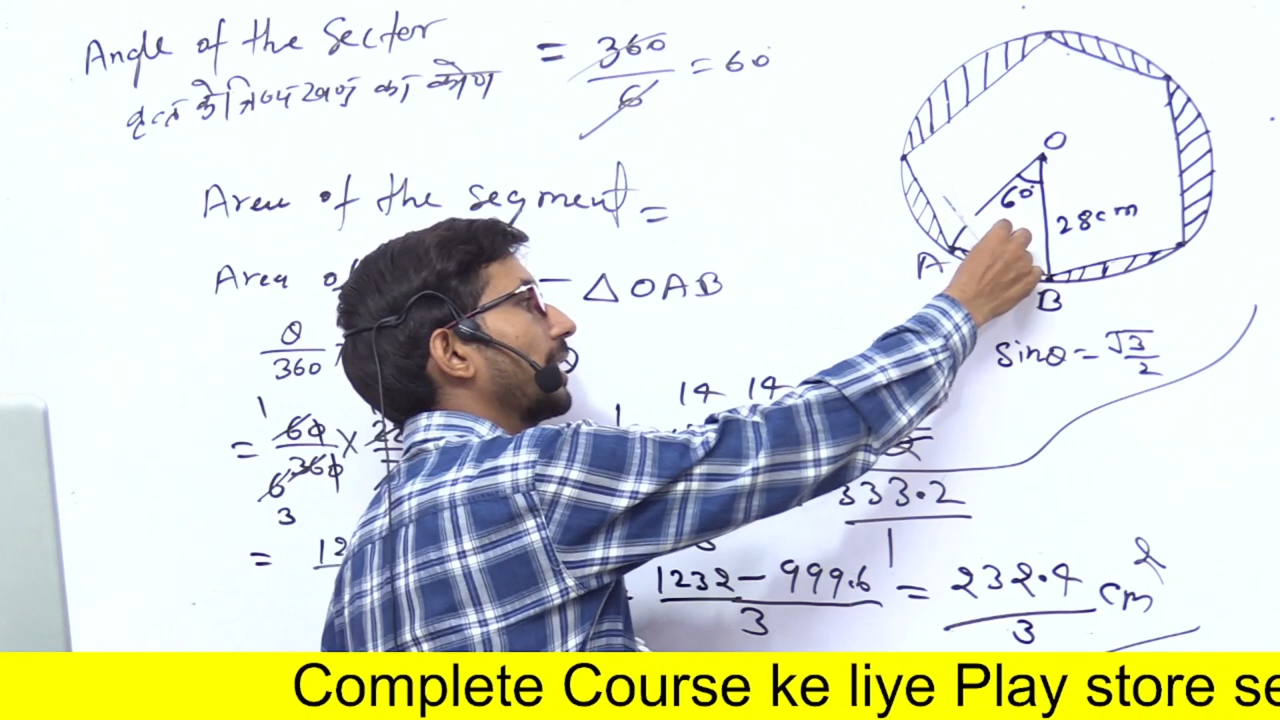 Angle of the Sector = 360/6 = 60°
वृत्त के त्रिज्यखण्ड का कोण
Area of the segment =
Area of - △OAB
θ/360
= 60/360 × 22
6
3
1
1
14 14
333.2/1
= 12
1232 - 999.6/3 = 232.4/3 cm²
O
60°
28cm
A
B
sinθ = √3/2
Complete Course ke liye Play store se